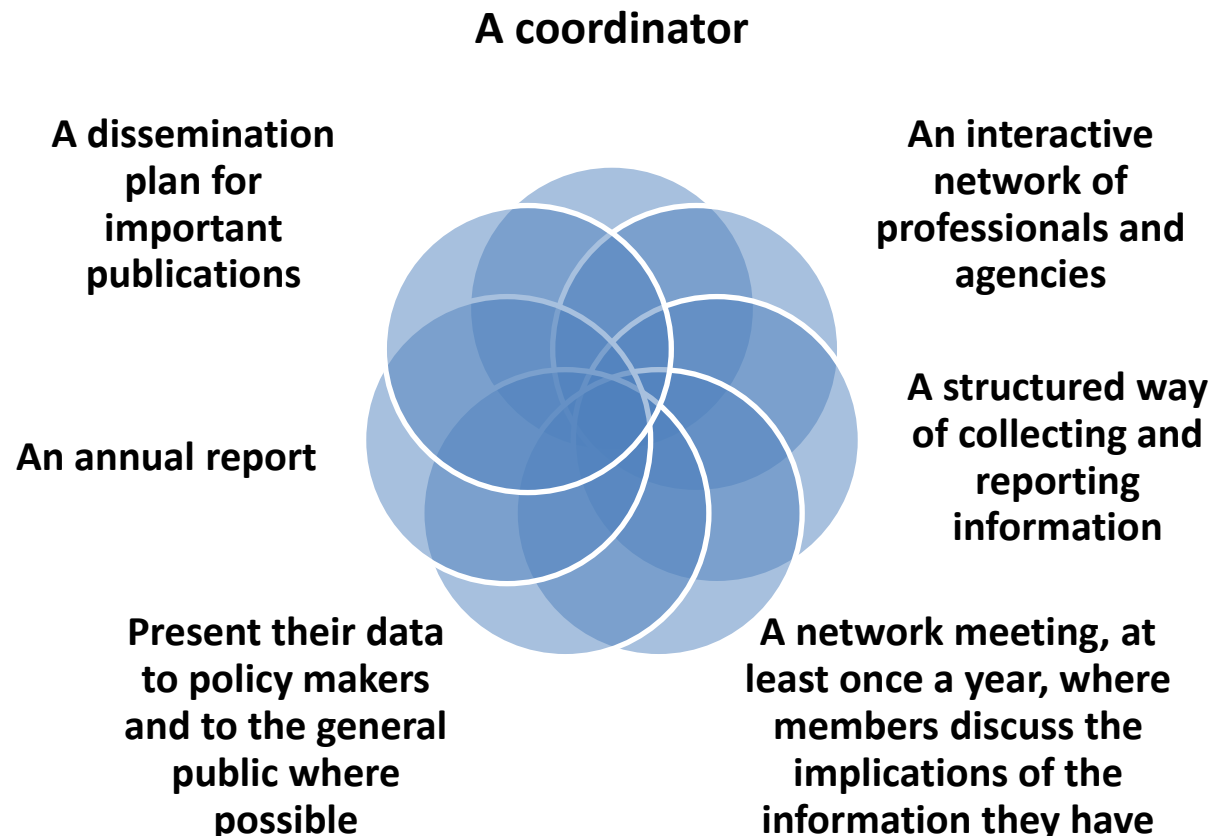 A coordinator
A dissemination
plan for
important
publications
An interactive
network of
professionals and
agencies
A structured way
of collecting and
reporting
information
An annual report
Present their data
to policy makers
and to the general
public where
possible
A network meeting, at
least once a year, where
members discuss the
implications of the
information they have